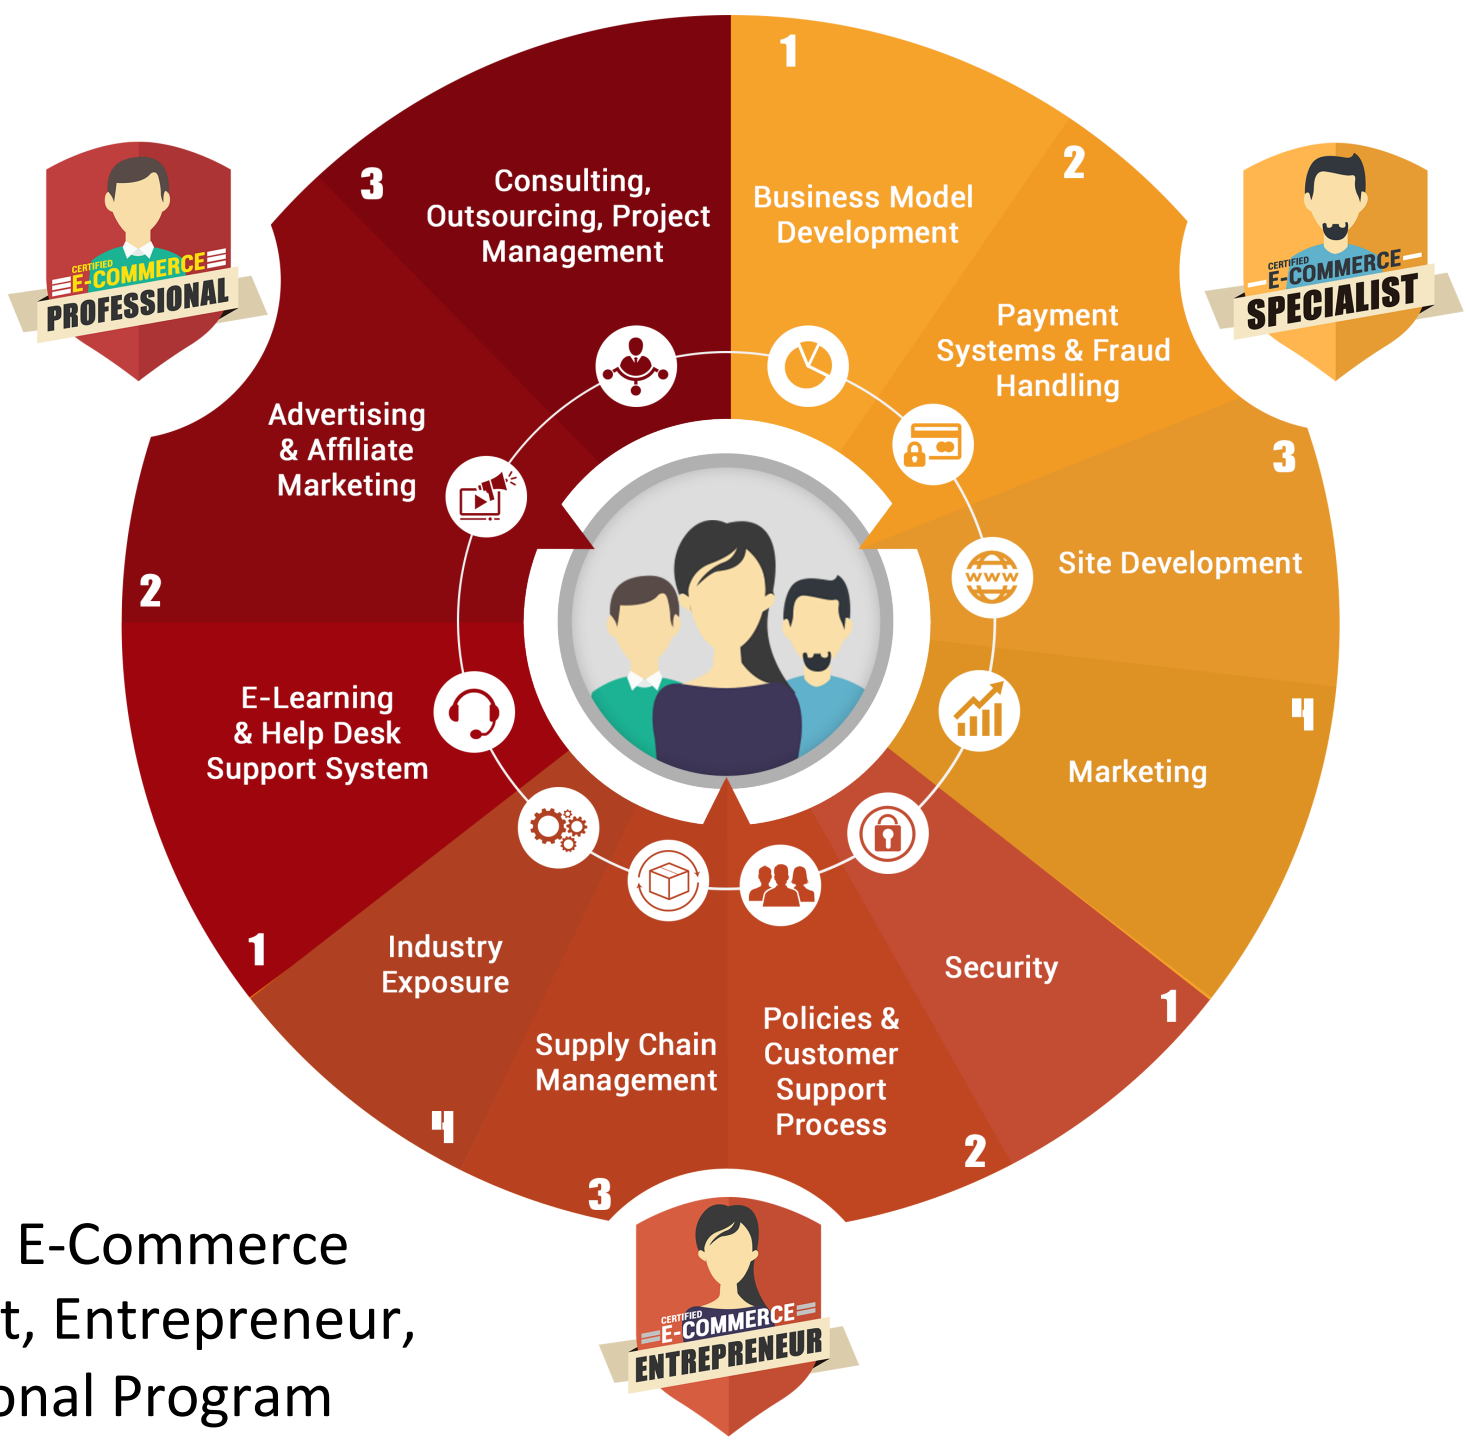 1
Business Model
Development
2
Payment
Systems & Fraud
Handling
3
Site Development
WWW
4
Marketing
CERTIFIED
E-COMMERCE
SPECIALIST
1
Security
2
Policies &
Customer
Support
Process
3
Supply Chain
Management
4
Industry
Exposure
CERTIFIED
E-COMMERCE
ENTREPRENEUR
1
E-Learning
& Help Desk
Support System
2
Advertising
& Affiliate
Marketing
3
Consulting,
Outsourcing, Project
Management
CERTIFIED
E-COMMERCE
PROFESSIONAL
E-Commerce
t, Entrepreneur,
onal Program